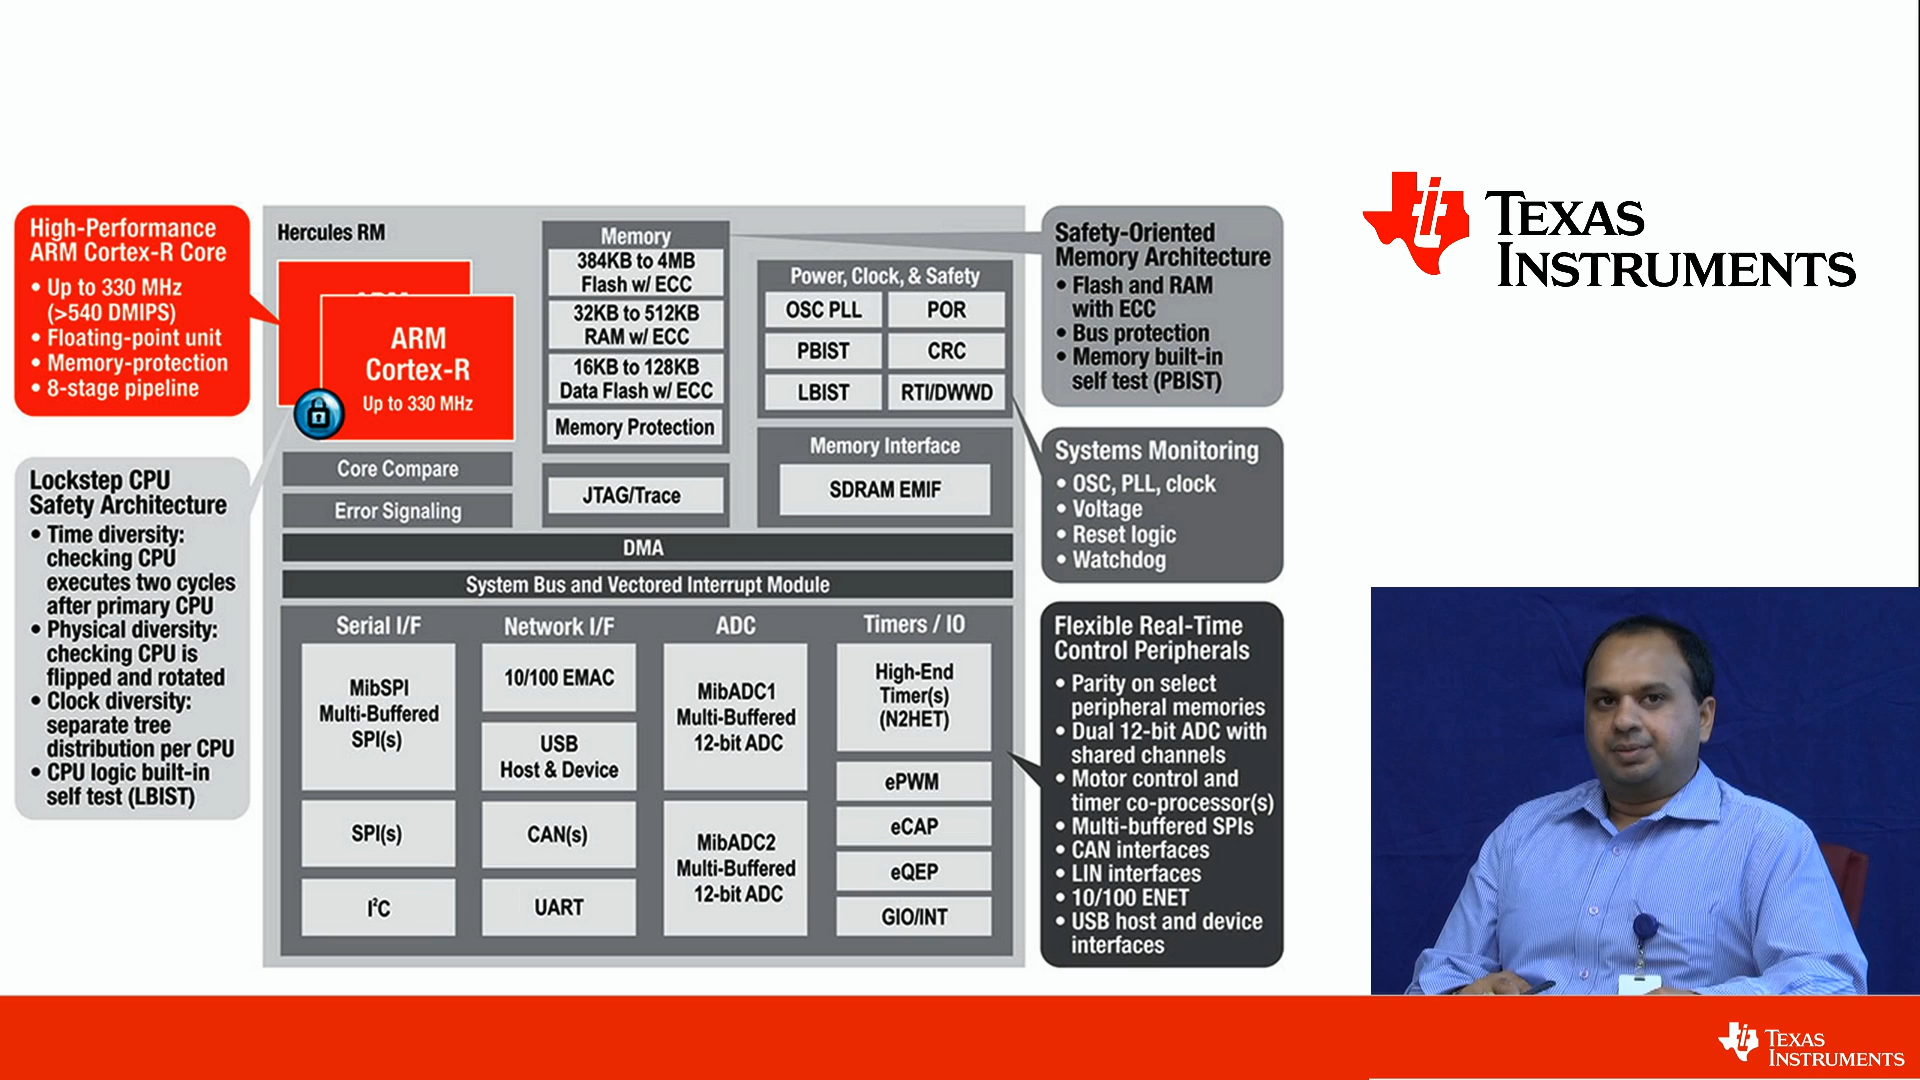 High-Performance
ARM Cortex-R Core
• Up to 330 MHz
(>540 DMIPS)
• Floating-point unit
• Memory-protection
• 8-stage pipeline
Lockstep CPU
Safety Architecture
• Time diversity:
checking CPU
executes two cycles
after primary CPU
• Physical diversity:
checking CPU is
flipped and rotated
• Clock diversity:
separate tree
distribution per CPU
• CPU logic built-in
self test (LBIST)
Hercules RM
ARM
ARM
Cortex-R
Up to 330 MHz
Core Compare
Error Signaling
Memory
384KB to 4MB
Flash w/ ECC
32KB to 512KB
RAM w/ ECC
16KB to 128KB
Data Flash w/ ECC
Memory Protection
JTAG/Trace
Power, Clock, & Safety
OSC PLL
POR
PBIST
CRC
LBIST
RTI/DWWD
Memory Interface
SDRAM EMIF
DMA
System Bus and Vectored Interrupt Module
Serial I/F
MibSPI
Multi-Buffered
SPI(s)
SPI(s)
I²C
Network I/F
10/100 EMAC
USB
Host & Device
CAN(s)
UART
ADC
MibADC1
Multi-Buffered
12-bit ADC
MibADC2
Multi-Buffered
12-bit ADC
Timers / IO
High-End
Timer(s)
(N2HET)
ePWM
eCAP
eQEP
GIO/INT
Safety-Oriented
Memory Architecture
• Flash and RAM
with ECC
• Bus protection
• Memory built-in
self test (PBIST)
Systems Monitoring
• OSC, PLL, clock
• Voltage
• Reset logic
• Watchdog
Flexible Real-Time
Control Peripherals
• Parity on select
peripheral memories
• Dual 12-bit ADC with
shared channels
• Motor control and
timer co-processor(s)
• Multi-buffered SPIs
• CAN interfaces
• LIN interfaces
• 10/100 ENET
• USB host and device
interfaces
TEXAS
INSTRUMENTS
TEXAS
INSTRUMENTS